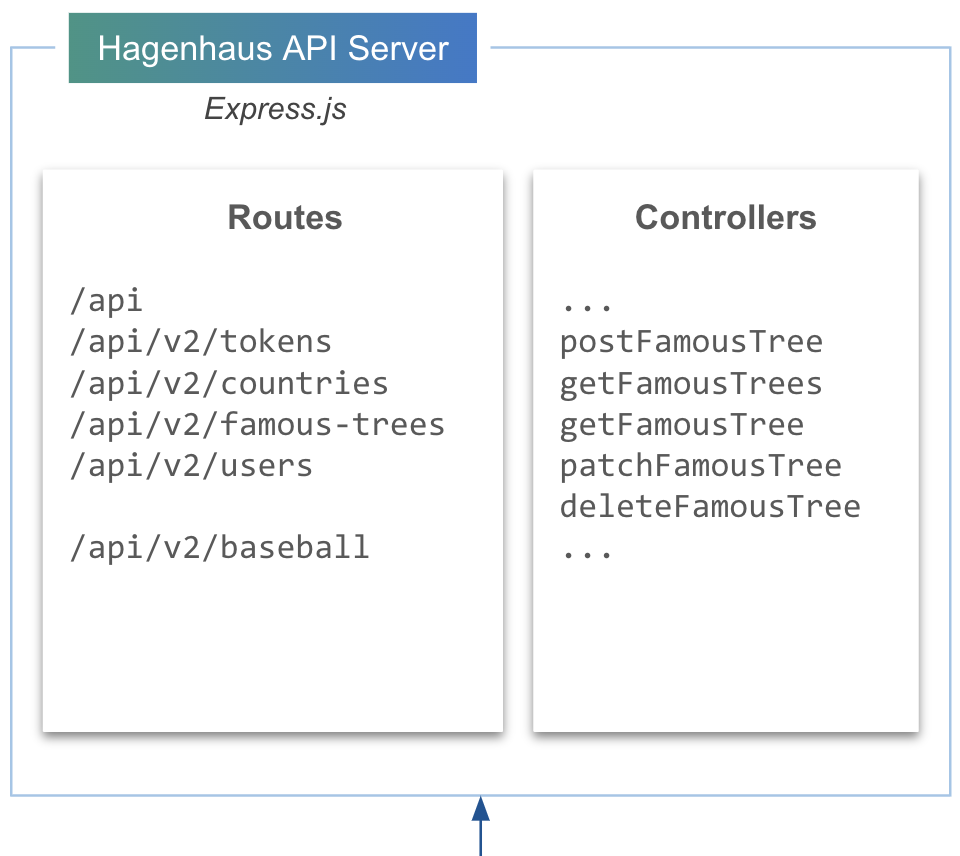 Hagenhaus API Server
Express.js
Routes
/api
/api/v2/tokens
/api/v2/countries
/api/v2/famous-trees
/api/v2/users
/api/v2/baseball
Controllers
...
postFamousTree
getFamousTrees
getFamousTree
patchFamousTree
deleteFamousTree
...